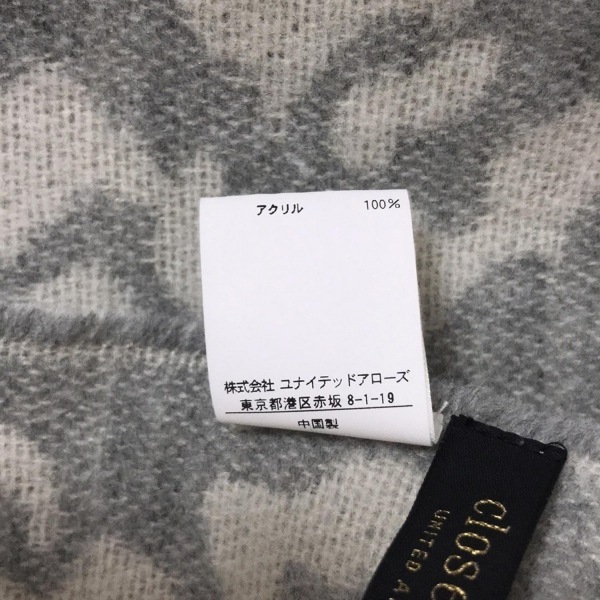 アクリル 100%
株式会社 ユナイテッドアローズ
東京都港区赤坂 8-1-19
中国製
close
UNITED A